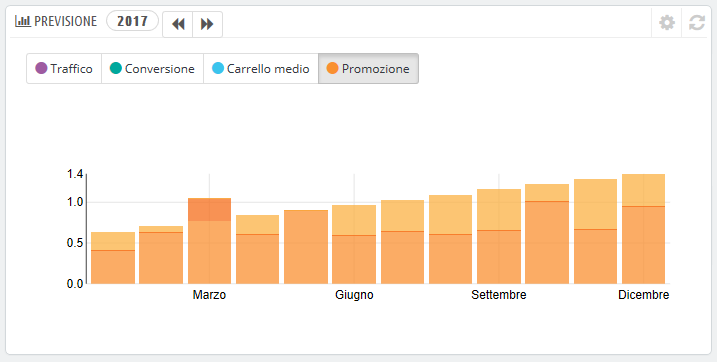 PREVISIONE 2017
Traffico Conversione Carrello medio Promozione
1.4
1.0
0.5
0.0
Marzo Giugno Settembre Dicembre